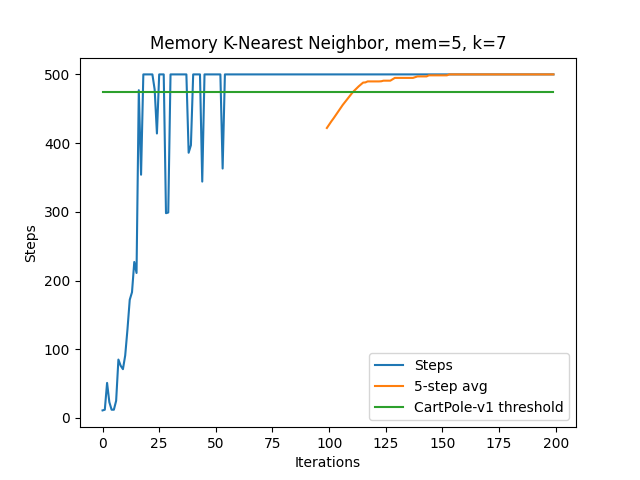 Memory K-Nearest Neighbor, mem=5, k=7
Steps
500
400
300
200
100
0
Steps
5-step avg
CartPole-v1 threshold
0 25 50 75 100 125 150 175 200
Iterations